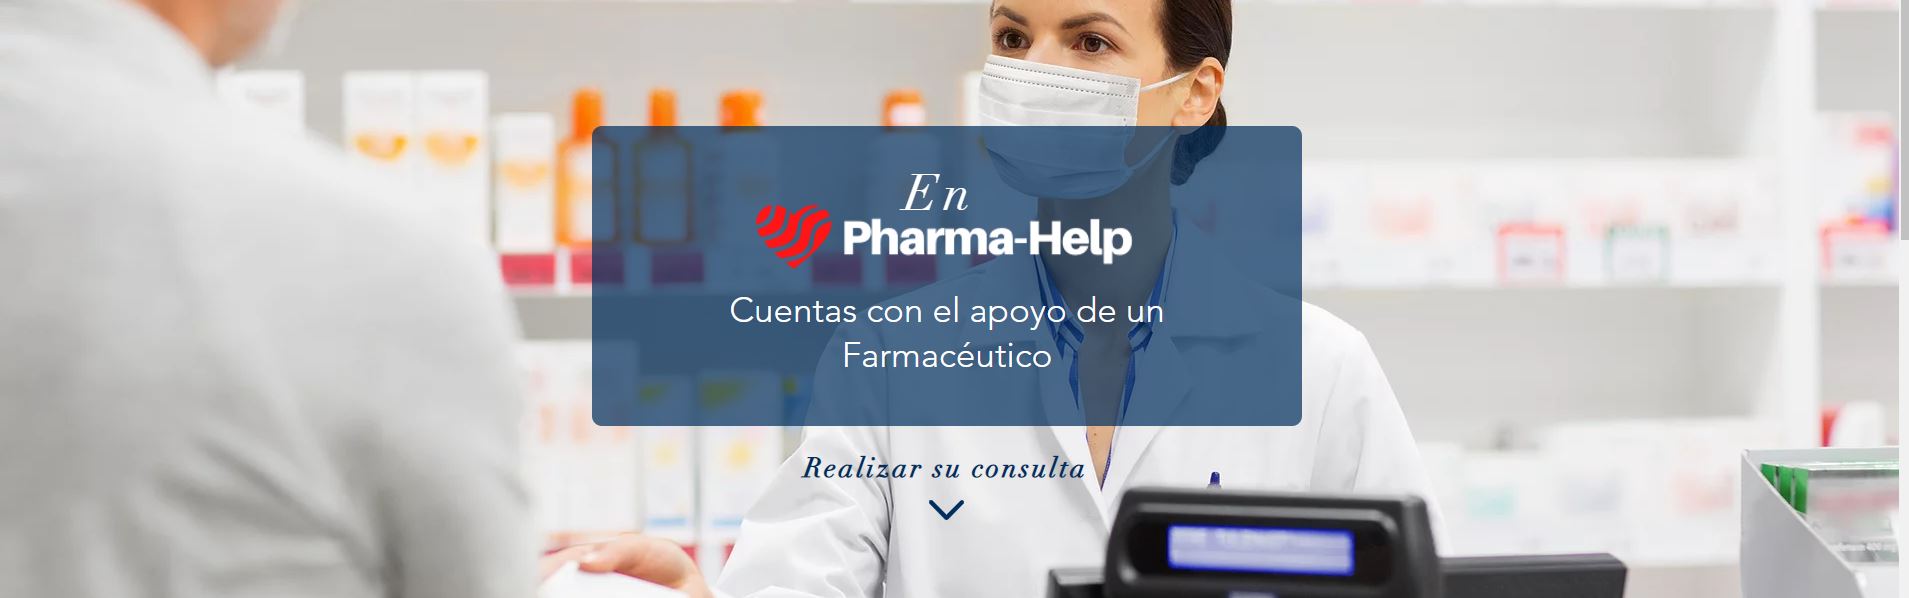 En
Pharma-Help
Cuentas con el apoyo de un
Farmacéutico
Realizar su consulta